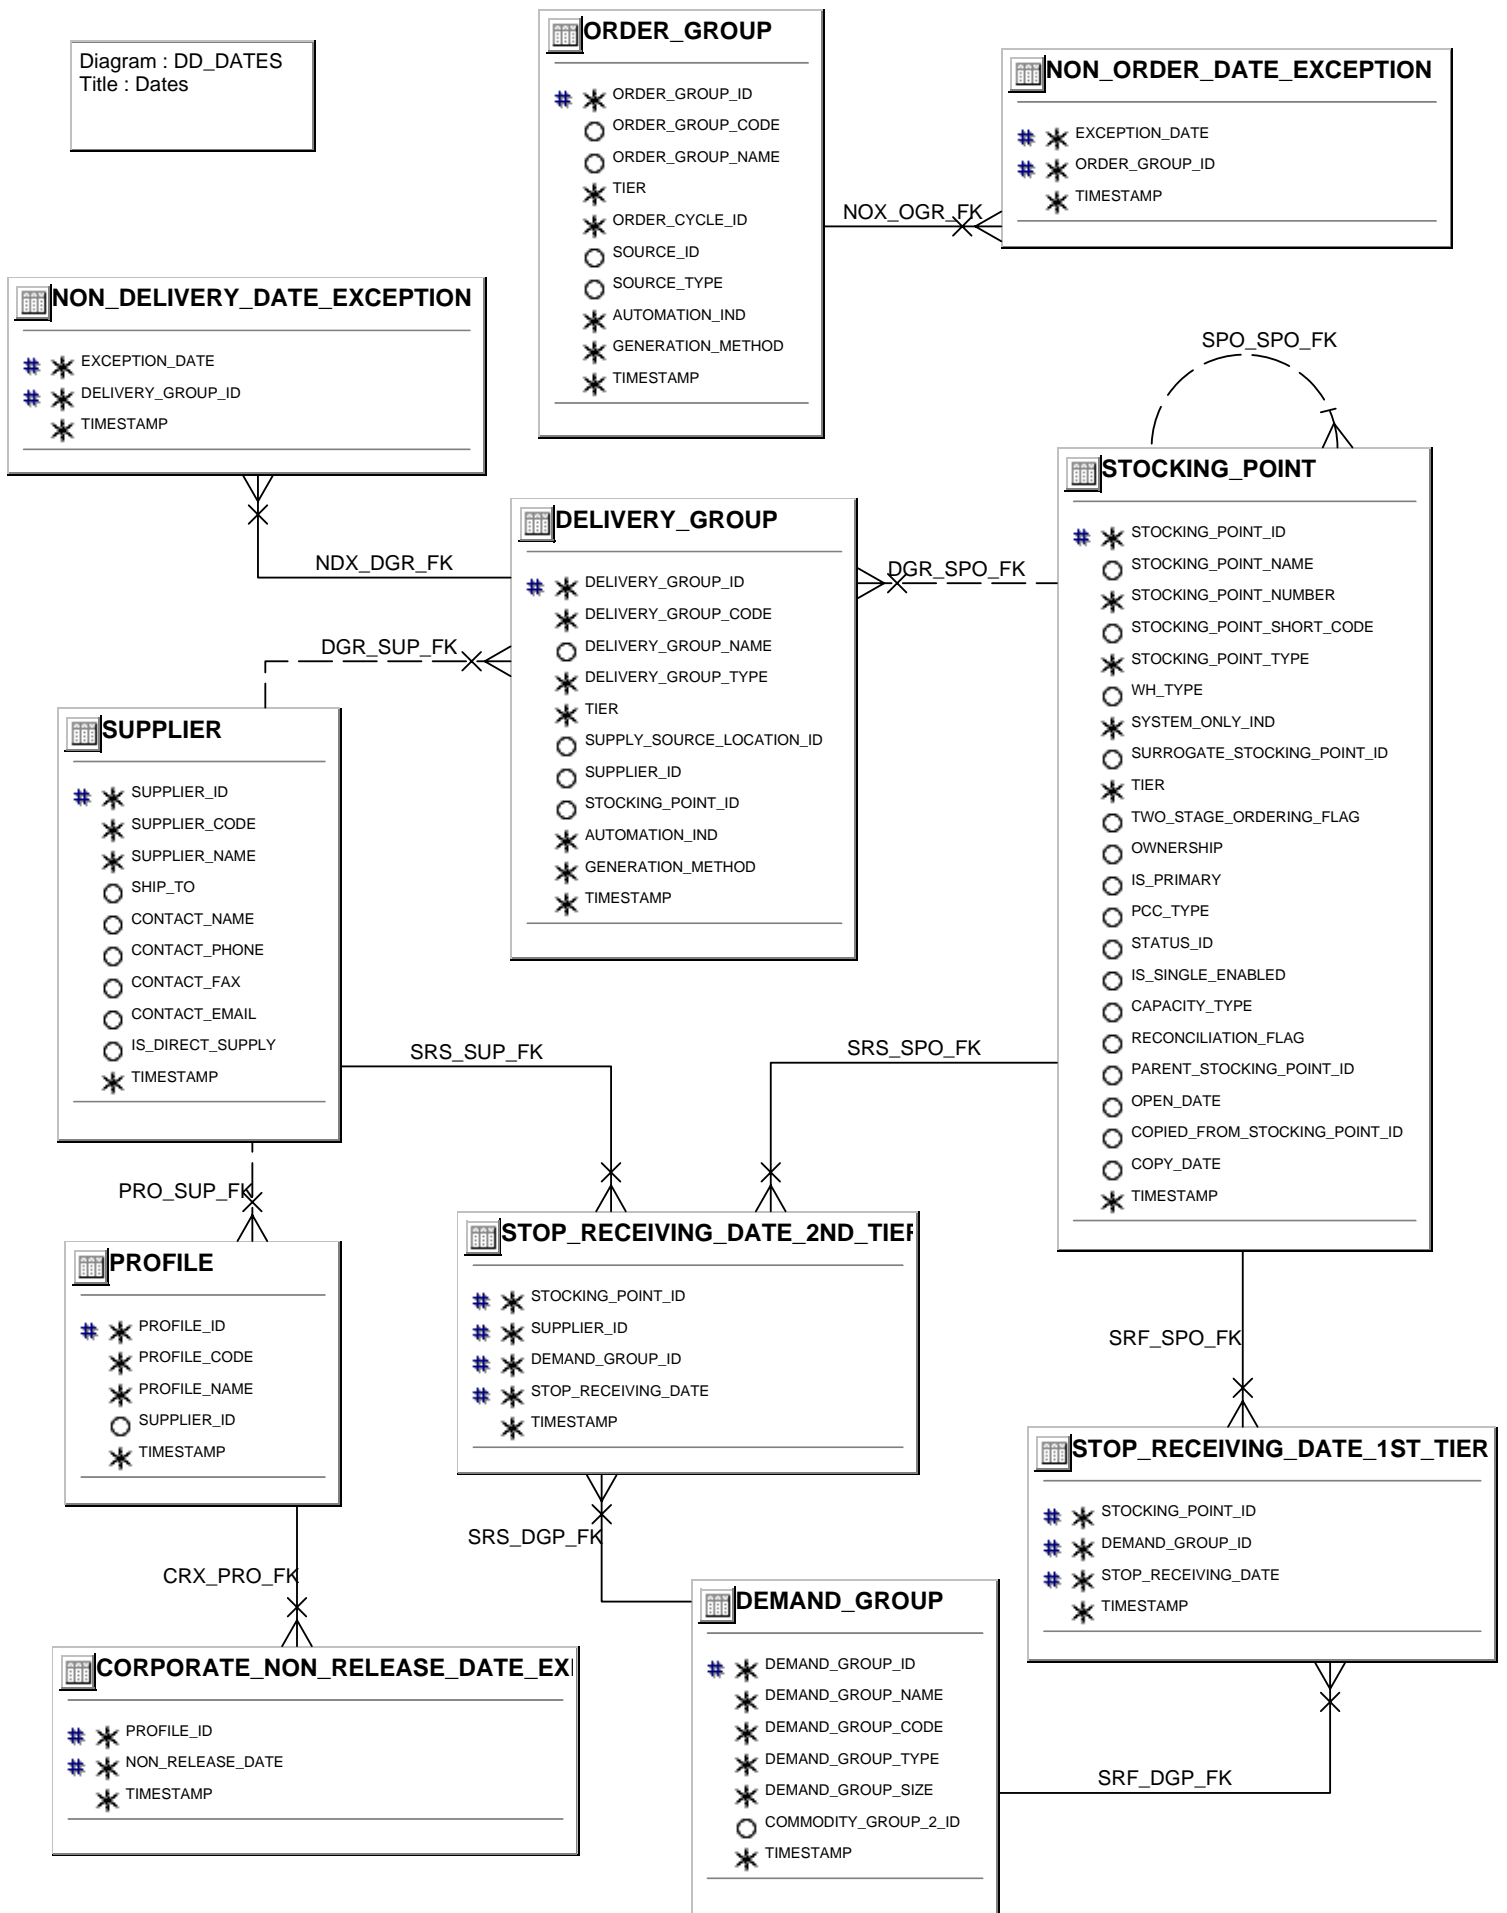 Diagram : DD_DATES
Title : Dates
ORDER_GROUP
# ORDER_GROUP_ID
ORDER_GROUP_CODE
ORDER_GROUP_NAME
TIER
ORDER_CYCLE_ID
SOURCE_ID
SOURCE_TYPE
AUTOMATION_IND
GENERATION_METHOD
TIMESTAMP
NOX_OGR_FK
NON_ORDER_DATE_EXCEPTION
# EXCEPTION_DATE
# ORDER_GROUP_ID
TIMESTAMP
NON_DELIVERY_DATE_EXCEPTION
# EXCEPTION_DATE
# DELIVERY_GROUP_ID
TIMESTAMP
NDX_DGR_FK
SPO_SPO_FK
DELIVERY_GROUP
# DELIVERY_GROUP_ID
DELIVERY_GROUP_CODE
DELIVERY_GROUP_NAME
DELIVERY_GROUP_TYPE
TIER
SUPPLY_SOURCE_LOCATION_ID
SUPPLIER_ID
STOCKING_POINT_ID
AUTOMATION_IND
GENERATION_METHOD
TIMESTAMP
DGR_SPO_FK
DGR_SUP_FK
STOCKING_POINT
# STOCKING_POINT_ID
STOCKING_POINT_NAME
STOCKING_POINT_NUMBER
STOCKING_POINT_SHORT_CODE
STOCKING_POINT_TYPE
WH_TYPE
SYSTEM_ONLY_IND
SURROGATE_STOCKING_POINT_ID
TIER
TWO_STAGE_ORDERING_FLAG
OWNERSHIP
IS_PRIMARY
PCC_TYPE
STATUS_ID
IS_SINGLE_ENABLED
CAPACITY_TYPE
RECONCILIATION_FLAG
PARENT_STOCKING_POINT_ID
OPEN_DATE
COPIED_FROM_STOCKING_POINT_ID
COPY_DATE
TIMESTAMP
SUPPLIER
# SUPPLIER_ID
SUPPLIER_CODE
SUPPLIER_NAME
SHIP_TO
CONTACT_NAME
CONTACT_PHONE
CONTACT_FAX
CONTACT_EMAIL
IS_DIRECT_SUPPLY
TIMESTAMP
SRS_SUP_FK
SRS_SPO_FK
PRO_SUP_FK
PROFILE
# PROFILE_ID
PROFILE_CODE
PROFILE_NAME
SUPPLIER_ID
TIMESTAMP
STOP_RECEIVING_DATE_2ND_TIER
# STOCKING_POINT_ID
# SUPPLIER_ID
# DEMAND_GROUP_ID
# STOP_RECEIVING_DATE
TIMESTAMP
SRF_SPO_FK
STOP_RECEIVING_DATE_1ST_TIER
# STOCKING_POINT_ID
# DEMAND_GROUP_ID
# STOP_RECEIVING_DATE
TIMESTAMP
SRS_DGP_FK
CRX_PRO_FK
CORPORATE_NON_RELEASE_DATE_EX
# PROFILE_ID
# NON_RELEASE_DATE
TIMESTAMP
DEMAND_GROUP
# DEMAND_GROUP_ID
DEMAND_GROUP_NAME
DEMAND_GROUP_CODE
DEMAND_GROUP_TYPE
DEMAND_GROUP_SIZE
COMMODITY_GROUP_2_ID
TIMESTAMP
SRF_DGP_FK